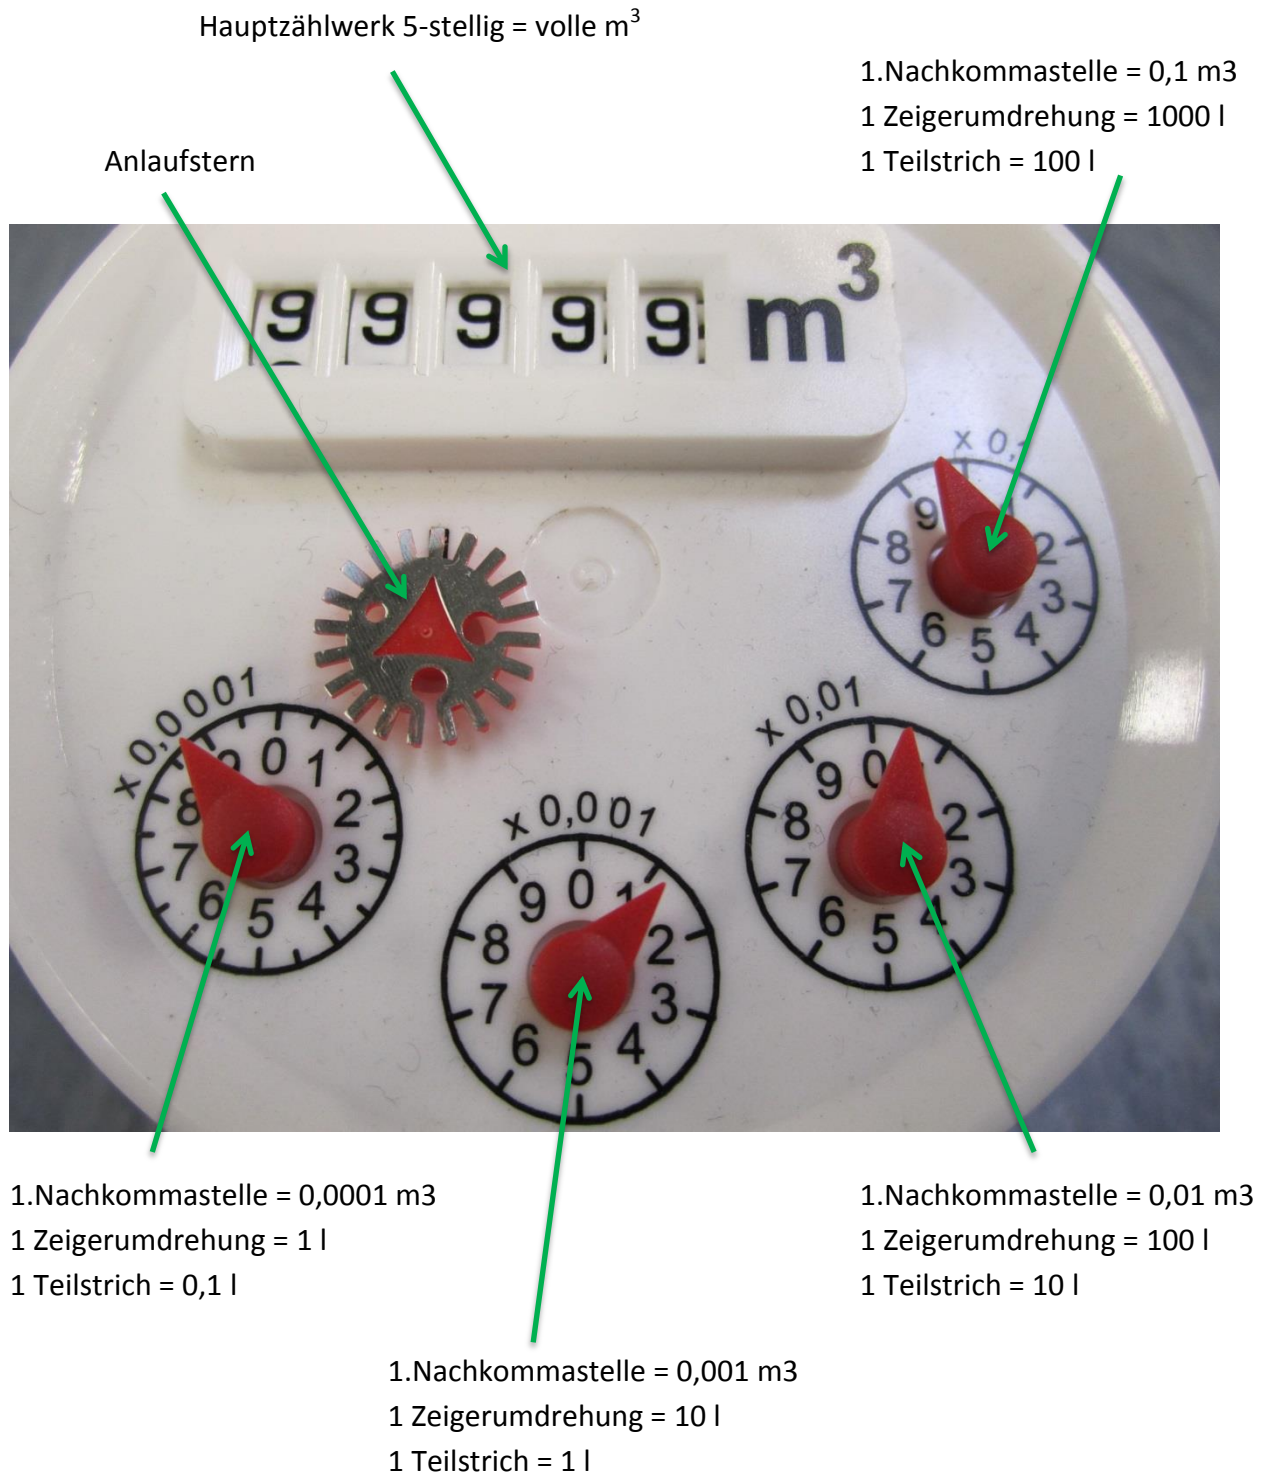 Hauptzählwerk 5-stellig = volle m³
1.Nachkommastelle = 0,1 m3
1 Zeigerumdrehung = 1000 l
1 Teilstrich = 100 l
Anlaufstern
9 9 9 9 9 m³
x 0,1
9 8 7 6 5 4 3 2
x 0,0001
0 1 2 3 4 5 6 7 8
x 0,001
0 1 2 3 4 5 6 7 8 9
x 0,01
0 2 3 4 5 6 7 8 9
1.Nachkommastelle = 0,0001 m3
1 Zeigerumdrehung = 1 l
1 Teilstrich = 0,1 l
1.Nachkommastelle = 0,01 m3
1 Zeigerumdrehung = 100 l
1 Teilstrich = 10 l
1.Nachkommastelle = 0,001 m3
1 Zeigerumdrehung = 10 l
1 Teilstrich = 1 l